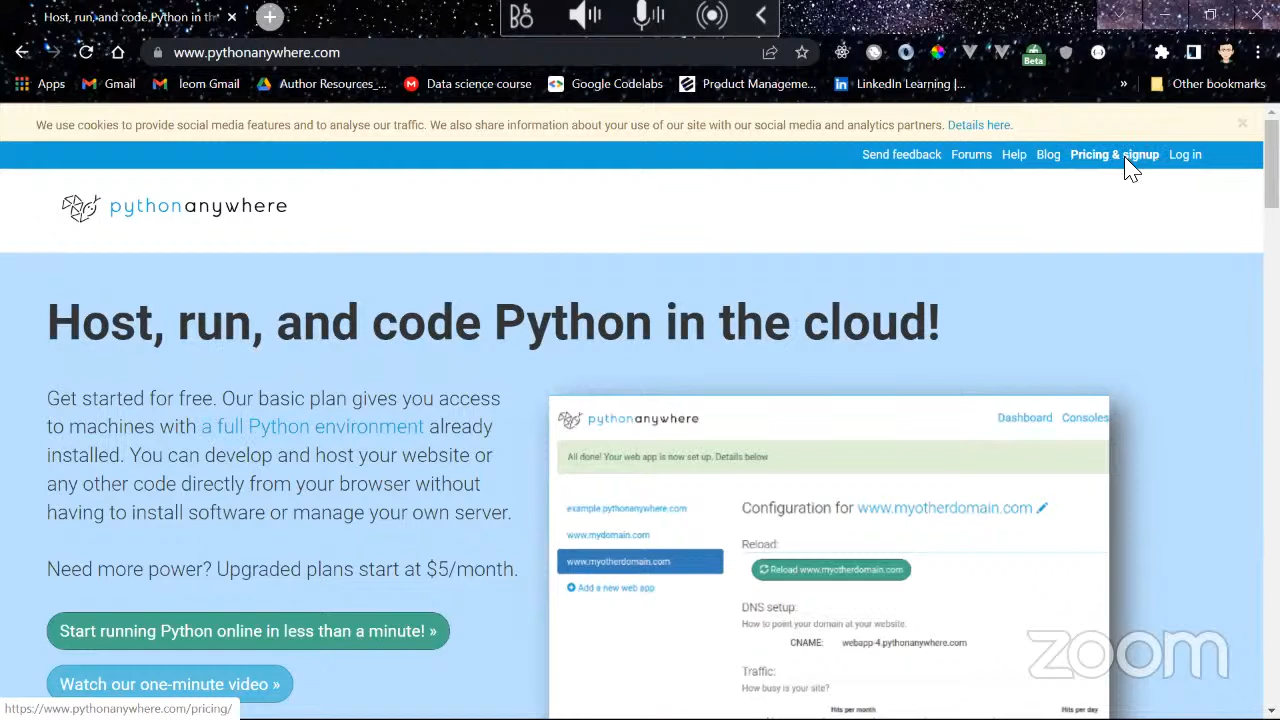 Host, run, and code Python in th
www.pythonanywhere.com
Beta
Apps
Gmail
leom Gmail
Author Resources_...
Data science course
Google Codelabs
Product Manageme...
LinkedIn Learning |...
»
Other bookmarks
We use cookies to provide social media features and to analyse our traffic. We also share information about your use of our site with our social media and analytics partners. Details here.
Send feedback Forums Help Blog Pricing & signup Log in
pythonanywhere
Host, run, and code Python in the cloud!
Get started for free. Our basic plan gives you access
to machines with a full Python already
installed. You can develop and host your website or
any other code directly from your browser without
having to install software or manage your own server.
Need more power? Upgraded plans start at $5/month.
Start running Python online in less than a minute! »
Watch our one-minute video »
https://www.pythonanywhere.com/pricing/
pythonanywhere
Dashboard Consoles
All done! Your web app is now set up. Details below
example.pythonanywhere.com
www.mydomain.com
www.myotherdomain.com
Add a new web app
Configuration for www.myotherdomain.com
Reload:
Reload www.myotherdomain.com
DNS setup:
How to point your domain at your website.
CNAME: webapp-4.pythonanywhere.com
Traffic:
How busy is your site?
Hits per month
Hits per day
zoom